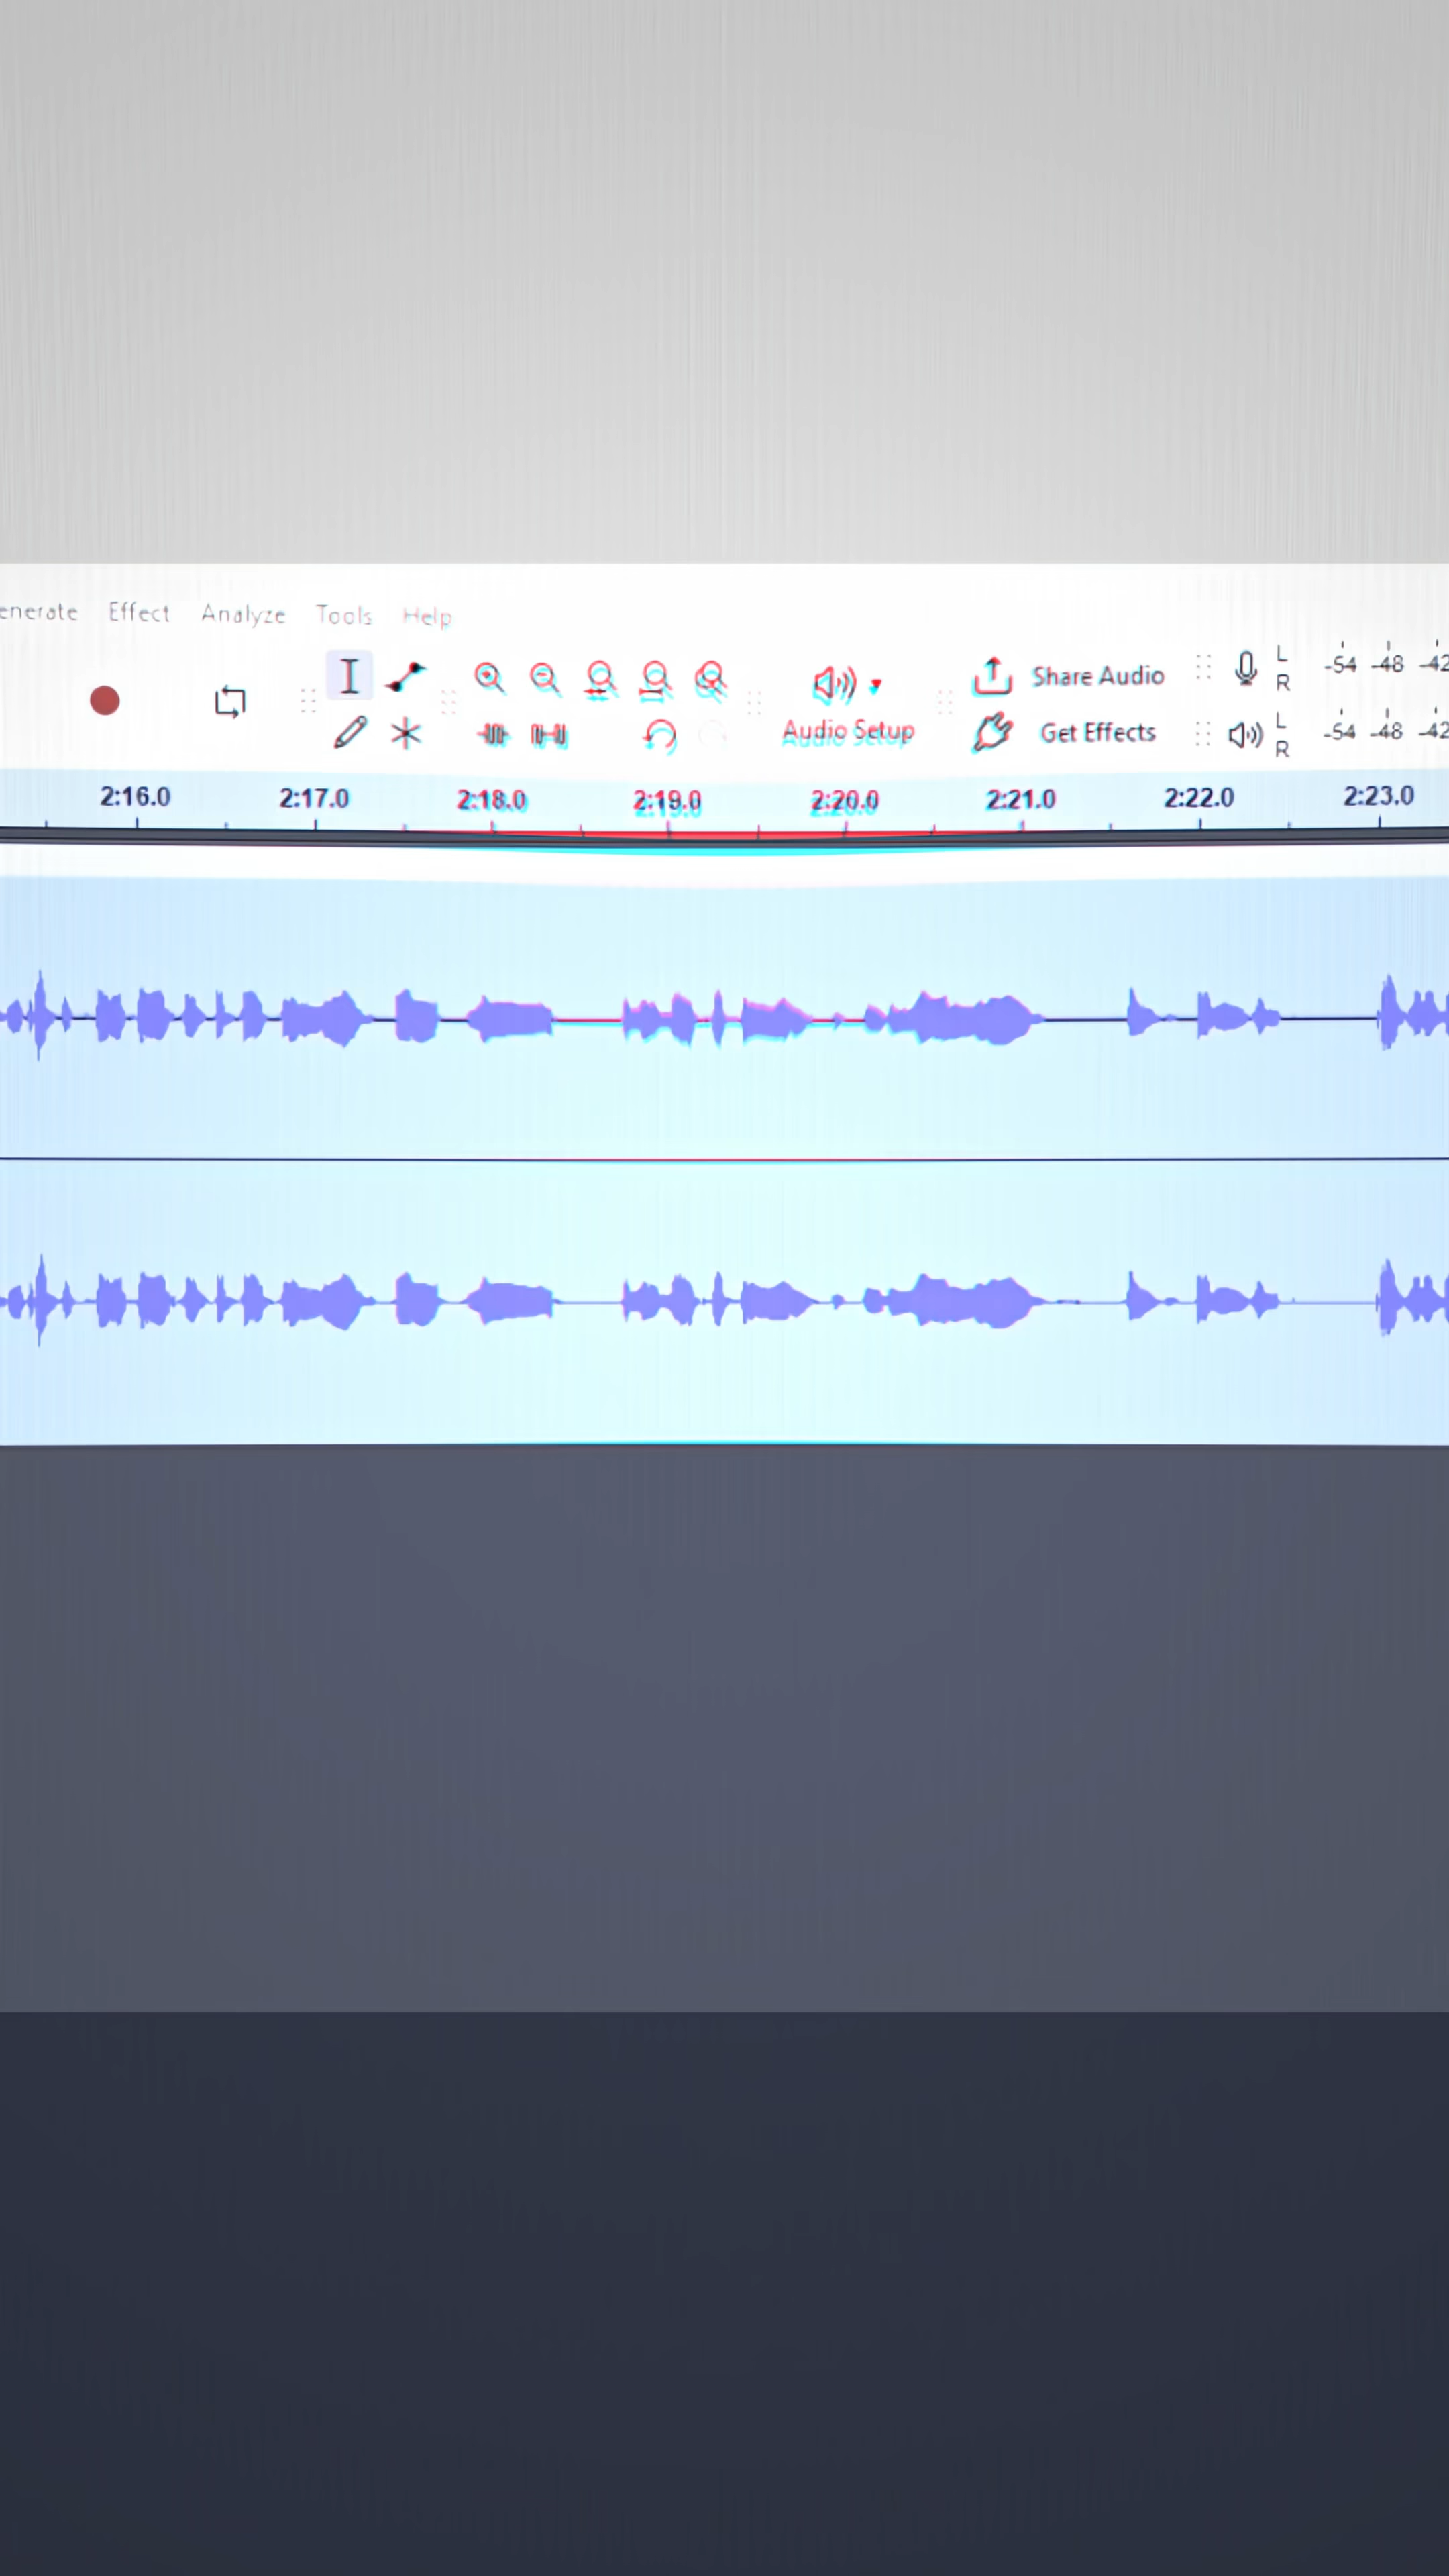 enerate Effect Analyze Tools Help
Share Audio
L
R
-54 -48 -42
Audio Setup
Get Effects
L
R
-54 -48 -42
2:16.0 2:17.0 2:18.0 2:19.0 2:20.0 2:21.0 2:22.0 2:23.0